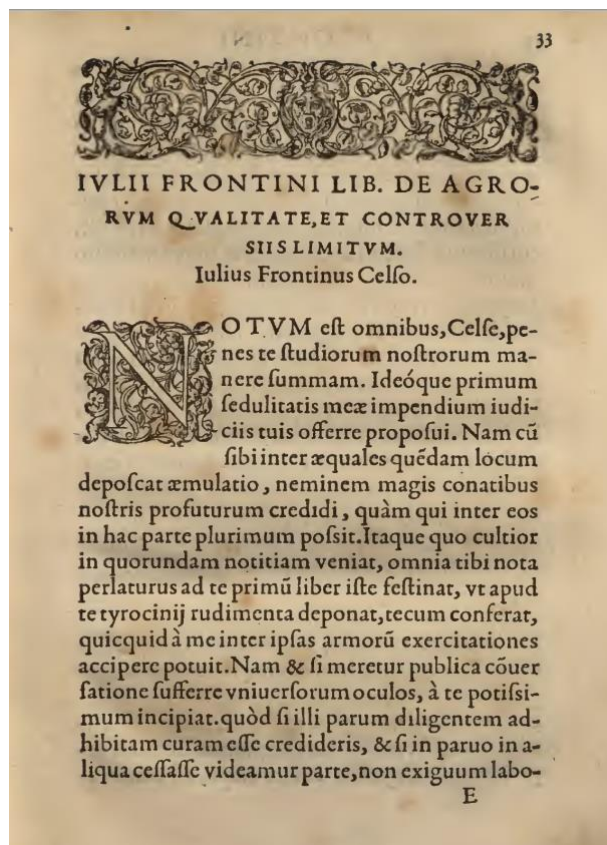 33
IVLII FRONTINI LIB. DE AGRO-
RVM QVALITATE, ET CONTROVER
SIIS LIMITVM.
Iulius Frontinus Celſo.
NOTVM eſt omnibus, Celſe, pe-
nes te ſtudiorum noſtrorum ma-
nere ſummam. Ideóque primum
ſedulitatis meæ impendium iudi-
ciis tuis offerre propoſui. Nam cũ
ſibi inter æquales quẽdam locum
depoſcat æmulatio, neminem magis conatibus
noſtris profuturum credidi, quàm qui inter eos
in hac parte plurimum poſsit. Itaque quo cultior
in quorundam notitiam veniat, omnia tibi nota
perlaturus ad te primũ liber iſte feſtinat, vt apud
te tyrocinij rudimenta deponat, tecum conferat,
quicquid à me inter ipſas armorũ exercitationes
accipere potuit. Nam & ſi meretur publica cõuer
ſatione ſufferre vniuerſorum oculos, à te potiſsi-
mum incipiat. quòd ſi illi parum diligentem ad-
hibitam curam eſſe credideris, & ſi in paruo in a-
liqua ceſſaſſe videamur parte, non exiguum labo-
E